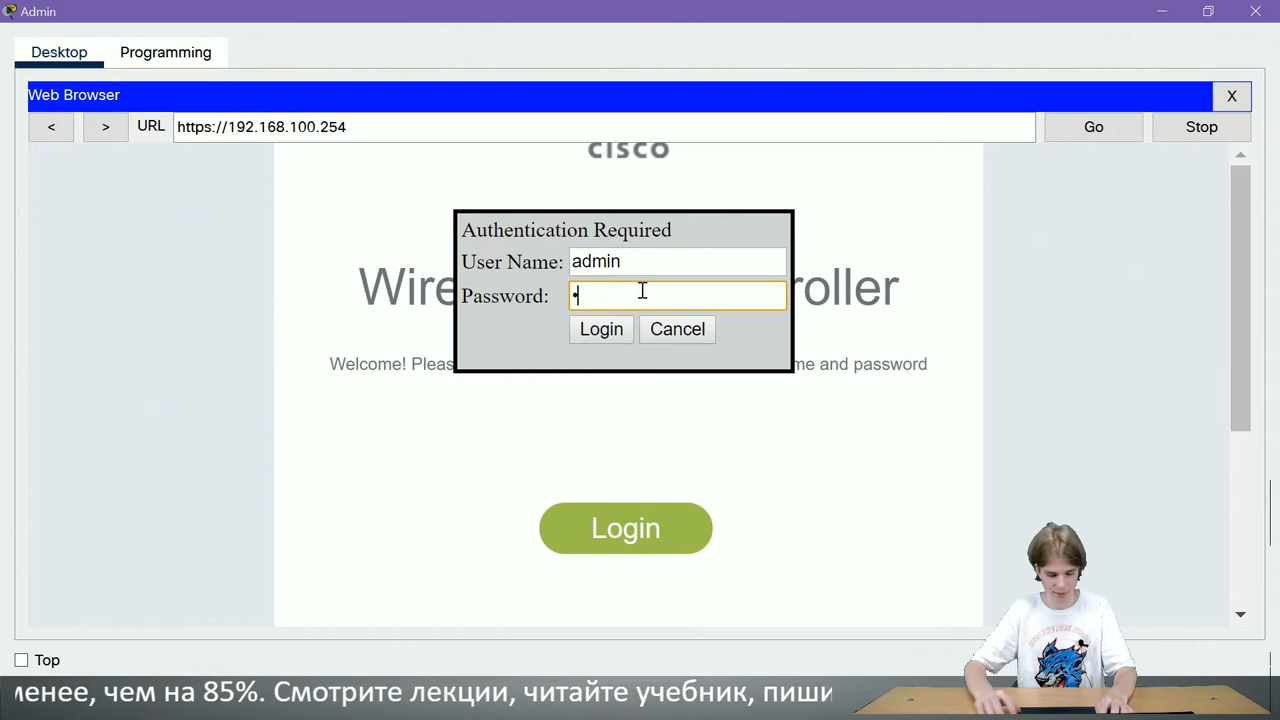 Admin
Desktop Programming
Web Browser X
< > URL https://192.168.100.254 Go Stop
cisco
Authentication Required
User Name: admin
Password: •
Login Cancel
Wire roller
Welcome! Pleas me and password
Login
Top
менее, чем на 85%. Смотрите лекции, читайте учебник, пиши